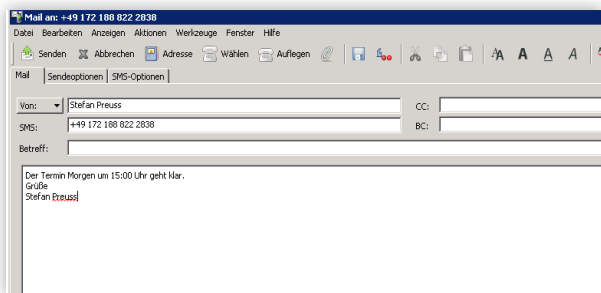 Mail an: +49 172 188 822 2838
Datei Bearbeiten Anzeigen Aktionen Werkzeuge Fenster Hilfe
Senden Abbrechen Adresse Wählen Auflegen A A A A
Mail Sendeoptionen SMS-Optionen
Von: Stefan Preuss CC:
SMS: +49 172 188 822 2838 BC:
Betreff:
Der Termin Morgen um 15:00 Uhr geht klar.
Grüße
Stefan Preuss